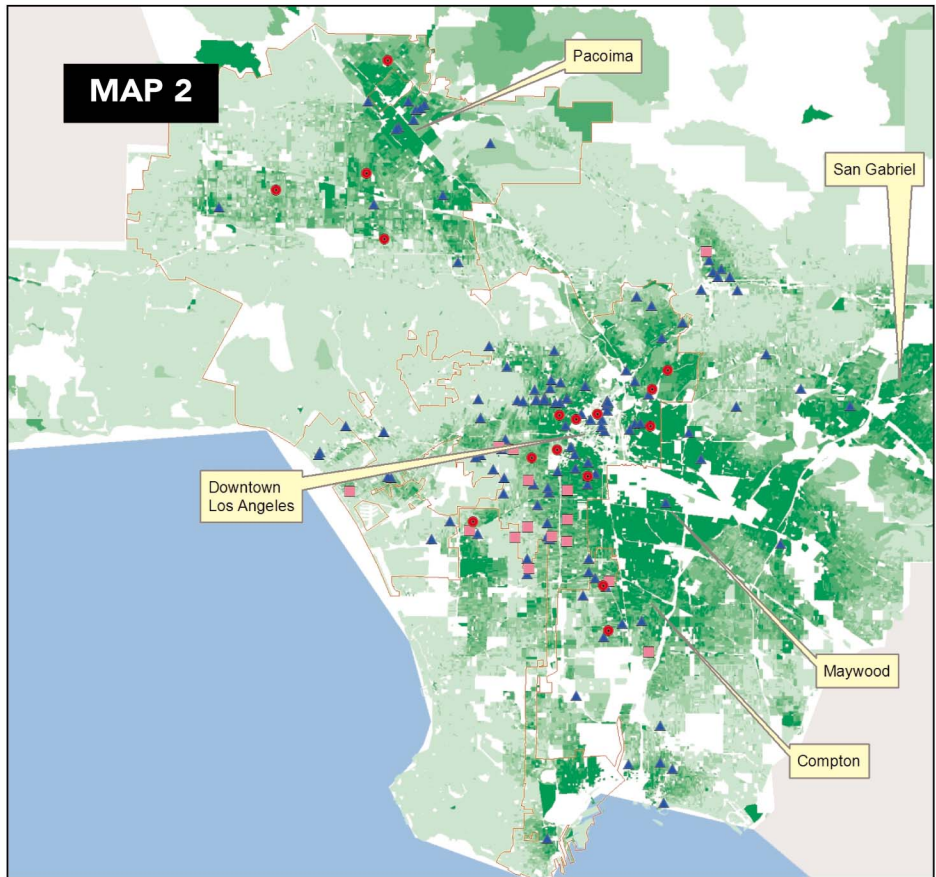 MAP 2
Pacoima
San Gabriel
Downtown
Los Angeles
Maywood
Compton